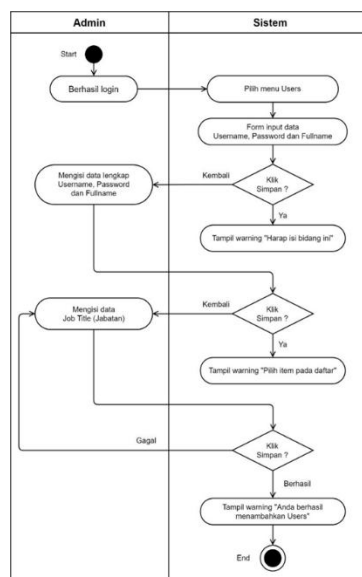 Admin
Sistem
Start
Berhasil login
Pilih menu Users
Form input data
Username, Password dan Fullname
Mengisi data lengkap
Username, Password
dan Fullname
Kembali
Klik
Simpan ?
Ya
Tampil warning "Harap isi bidang ini"
Mengisi data
Job Title (Jabatan)
Kembali
Klik
Simpan ?
Ya
Tampil warning "Pilih item pada daftar"
Gagal
Klik
Simpan ?
Berhasil
Tampil warning "Anda berhasil
menambahkan Users"
End